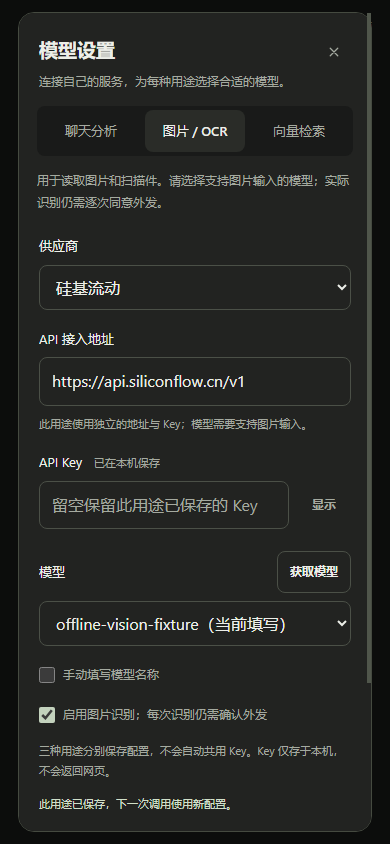 模型设置
×
连接自己的服务，为每种用途选择合适的模型。
聊天分析 图片 / OCR 向量检索
用于读取图片和扫描件。请选择支持图片输入的模型；实际
识别仍需逐次同意外发。
供应商
硅基流动
API 接入地址
https://api.siliconflow.cn/v1
此用途使用独立的地址与 Key；模型需要支持图片输入。
API Key 已在本机保存
留空保留此用途已保存的 Key 显示
模型 获取模型
offline-vision-fixture（当前填写）
手动填写模型名称
启用图片识别；每次识别仍需确认外发
三种用途分别保存配置，不会自动共用 Key。Key 仅存于本机，
不会返回网页。
此用途已保存，下一次调用使用新配置。